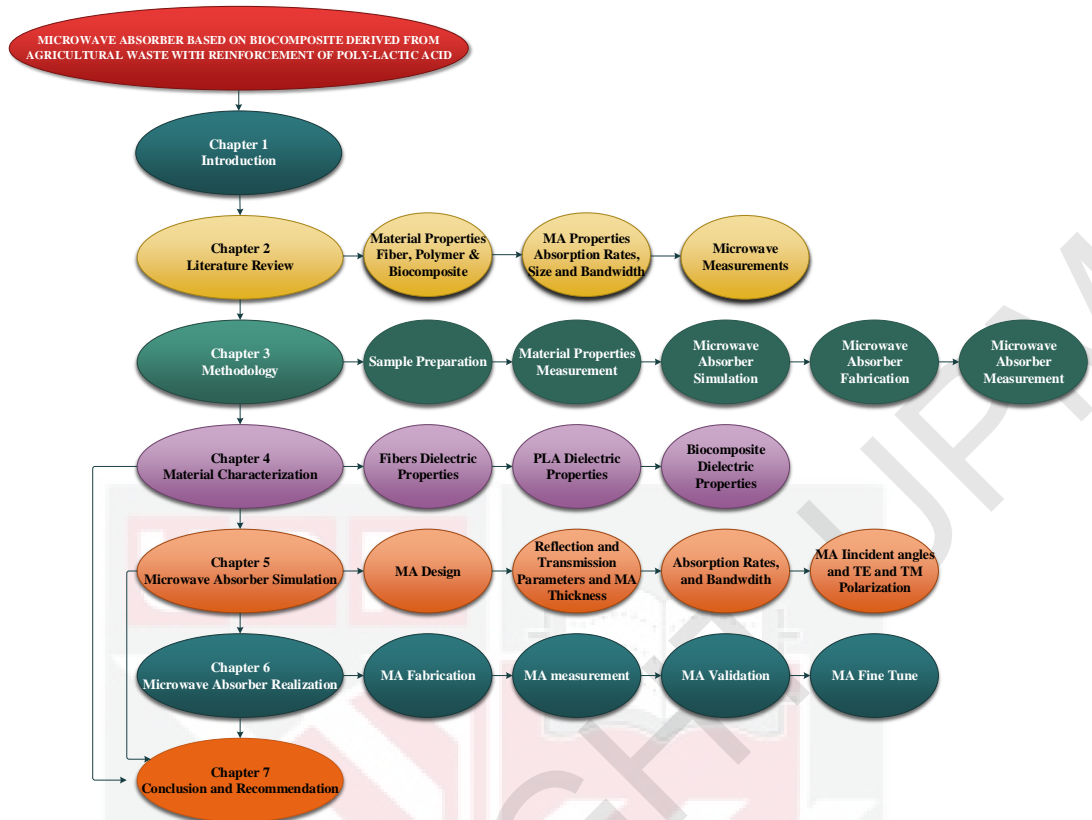 MICROWAVE ABSORBER BASED ON BIOCOMPOSITE DERIVED FROM
AGRICULTURAL WASTE WITH REINFORCEMENT OF POLY-LACTIC ACID
Chapter 1
Introduction
Chapter 2
Literature Review
Material Properties
Fiber, Polymer &
Biocomposite
MA Properties
Absorption Rates,
Size and Bandwidth
Microwave
Measurements
Chapter 3
Methodology
Sample Preparation
Material Properties
Measurement
Microwave
Absorber
Simulation
Microwave
Absorber
Fabrication
Microwave
Absorber
Measurement
Chapter 4
Material Characterization
Fibers Dielectric
Properties
PLA Dielectric
Properties
Biocomposite
Dielectric
Properties
Chapter 5
Microwave Absorber Simulation
MA Design
Reflection and
Transmission
Parameters and MA
Thickness
Absorption Rates,
and Bandwdith
MA Iincident angles
and TE and TM
Polarization
Chapter 6
Microwave Absorber Realization
MA Fabrication
MA measurement
MA Validation
MA Fine Tune
Chapter 7
Conclusion and Recommendation